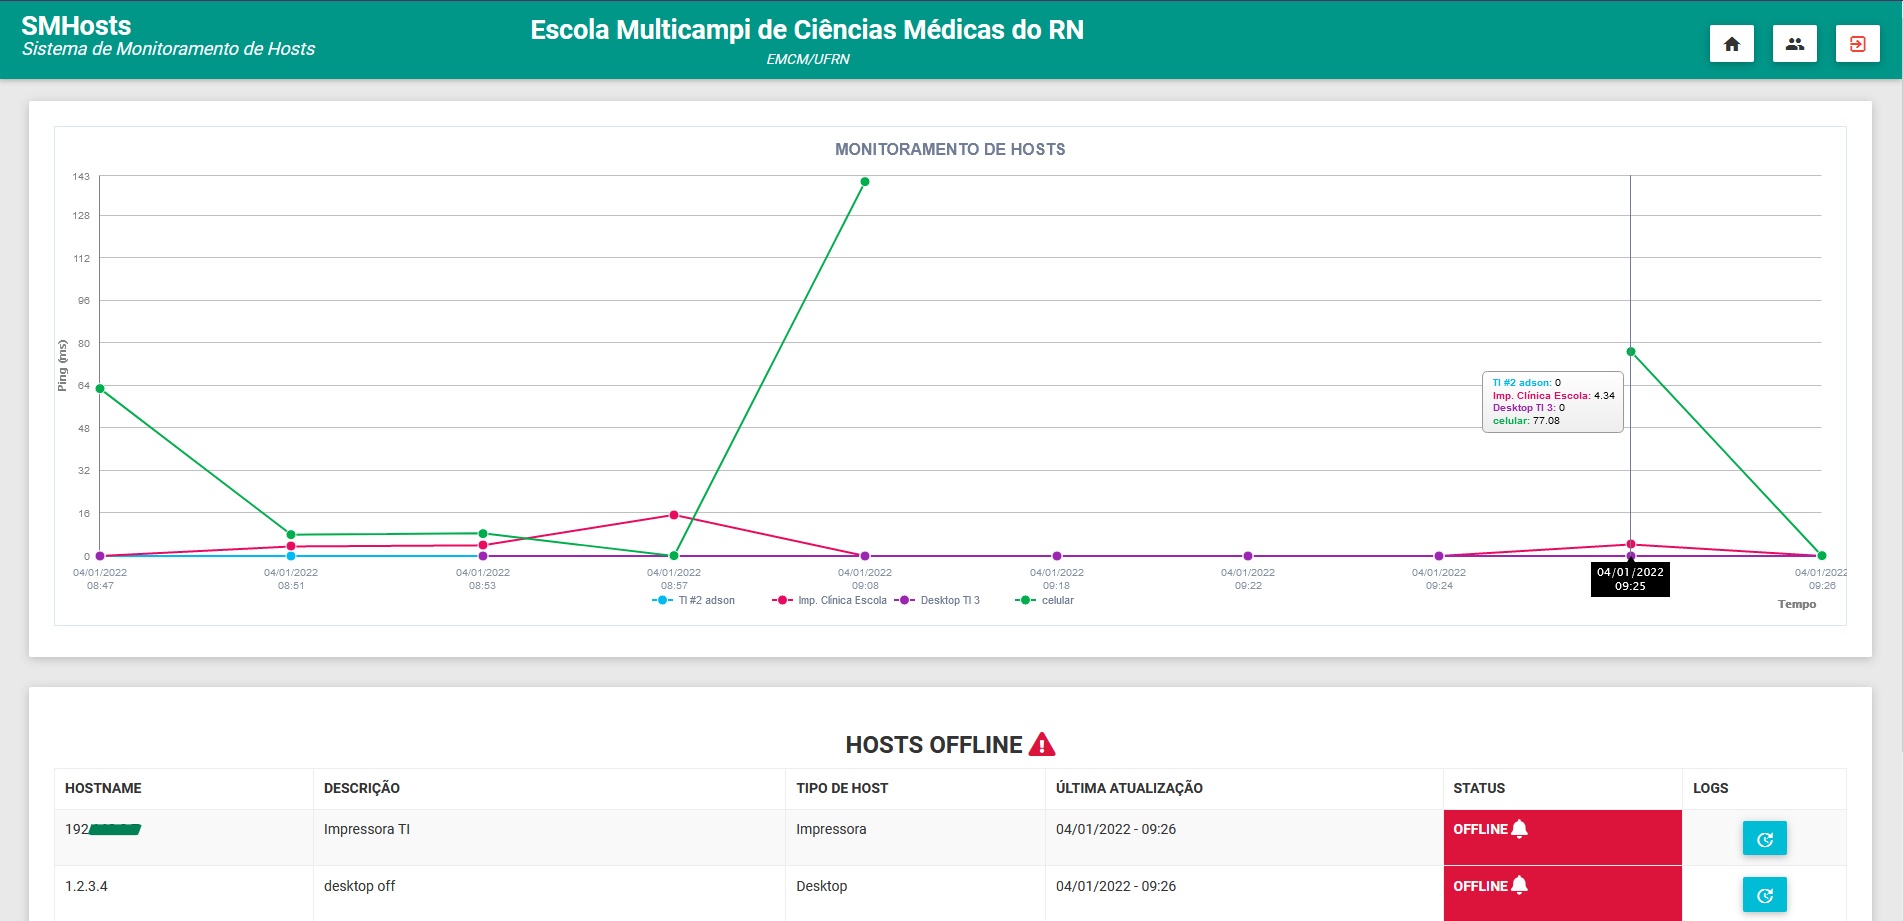 SMHosts
Sistema de Monitoramento de Hosts
Escola Multicampi de Ciências Médicas do RN
EMCM/UFRN
MONITORAMENTO DE HOSTS
143
128
112
96
80
64
48
32
16
0
Ping (ms)
TI #2 adson: 0
Imp. Clínica Escola: 4.34
Desktop TI 3: 0
celular: 77.08
04/01/2022 04/01/2022 04/01/2022 04/01/2022 04/01/2022 04/01/2022 04/01/2022 04/01/2022 04/01/2022 04/01/2022
08:47 08:51 08:53 08:57 09:08 09:18 09:22 09:24 09:25 09:26
TI #2 adson Imp. Clínica Escola Desktop TI 3 celular
Tempo
HOSTS OFFLINE
HOSTNAME DESCRIÇÃO TIPO DE HOST ÚLTIMA ATUALIZAÇÃO STATUS LOGS
192 Impressora TI Impressora 04/01/2022 - 09:26 OFFLINE
1.2.3.4 desktop off Desktop 04/01/2022 - 09:26 OFFLINE